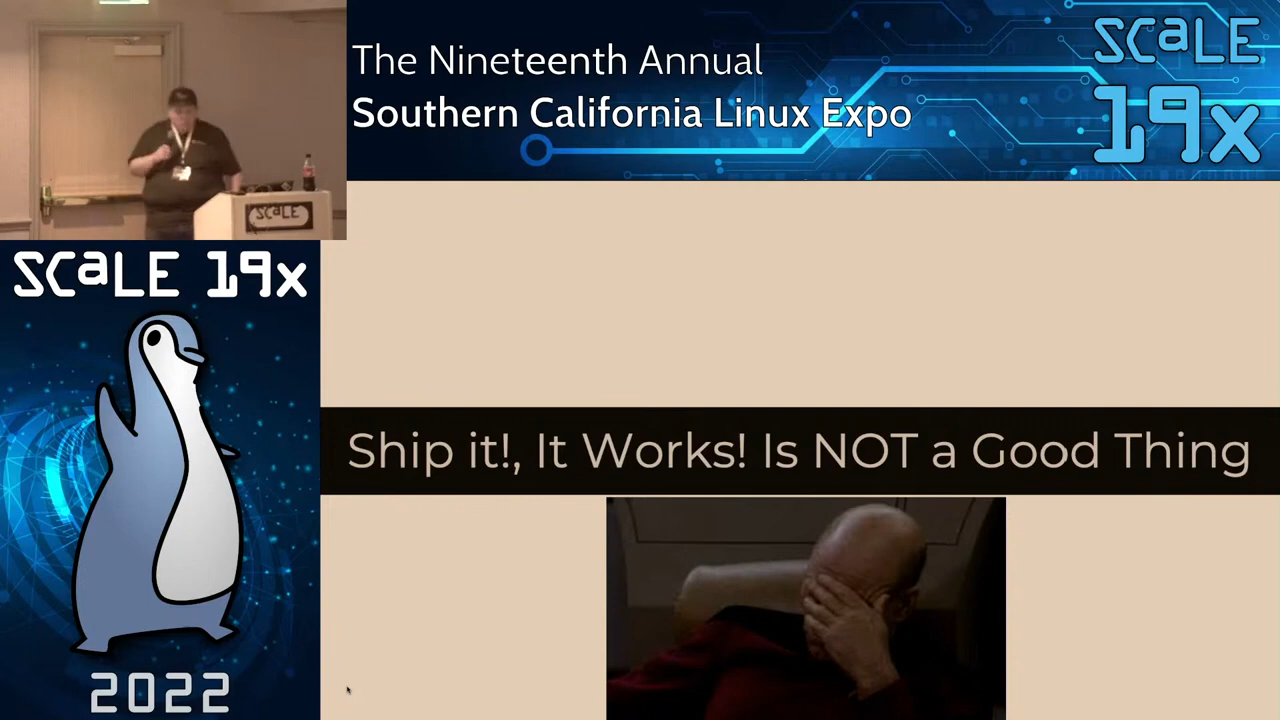 The Nineteenth Annual
Southern California Linux Expo
SCaLE
19x
SCaLE
SCaLE 19x
2022
Ship it!, It Works! Is NOT a Good Thing